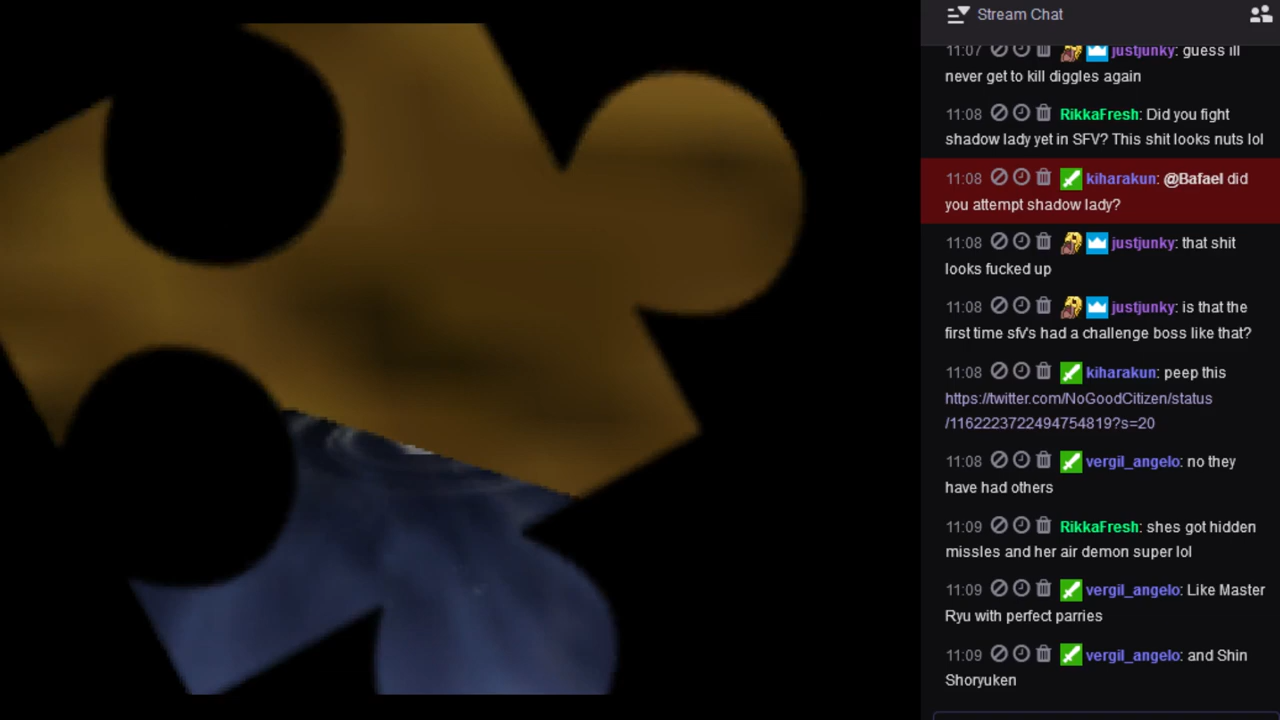 Stream Chat
11:07 justjunky: guess ill
never get to kill diggles again
11:08 RikkaFresh: Did you fight
shadow lady yet in SFV? This shit looks nuts lol
11:08 kiharakun: @Bafael did
you attempt shadow lady?
11:08 justjunky: that shit
looks fucked up
11:08 justjunky: is that the
first time sfv's had a challenge boss like that?
11:08 kiharakun: peep this
https://twitter.com/NoGoodCitizen/status
/1162223722494754819?s=20
11:08 vergil_angelo: no they
have had others
11:09 RikkaFresh: shes got hidden
missles and her air demon super lol
11:09 vergil_angelo: Like Master
Ryu with perfect parries
11:09 vergil_angelo: and Shin
Shoryuken